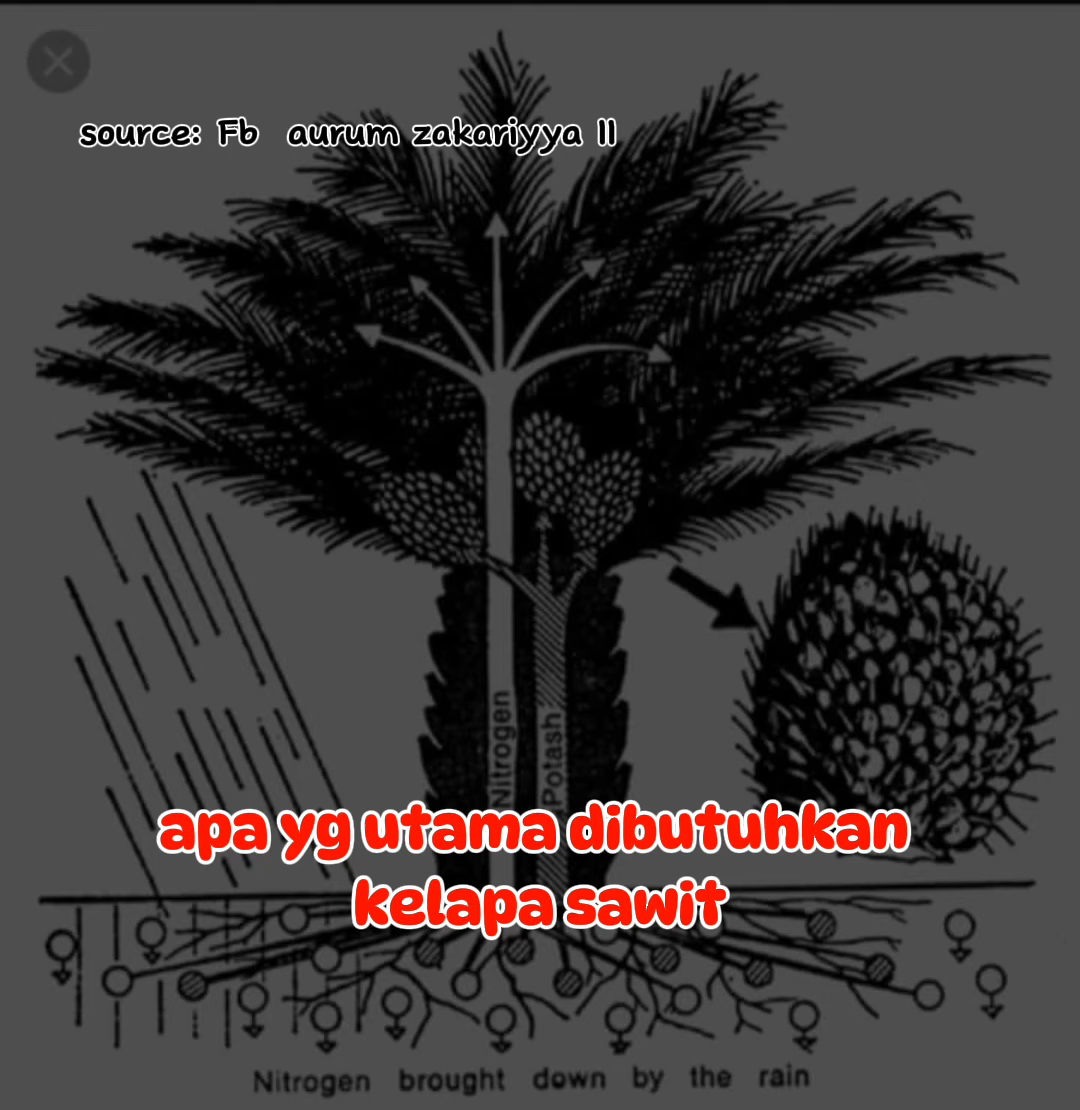 source: Fb aurum zakariyya II
Nitrogen
Potash
apa yg utama dibutuhkan
kelapa sawit
Nitrogen brought down by the rain